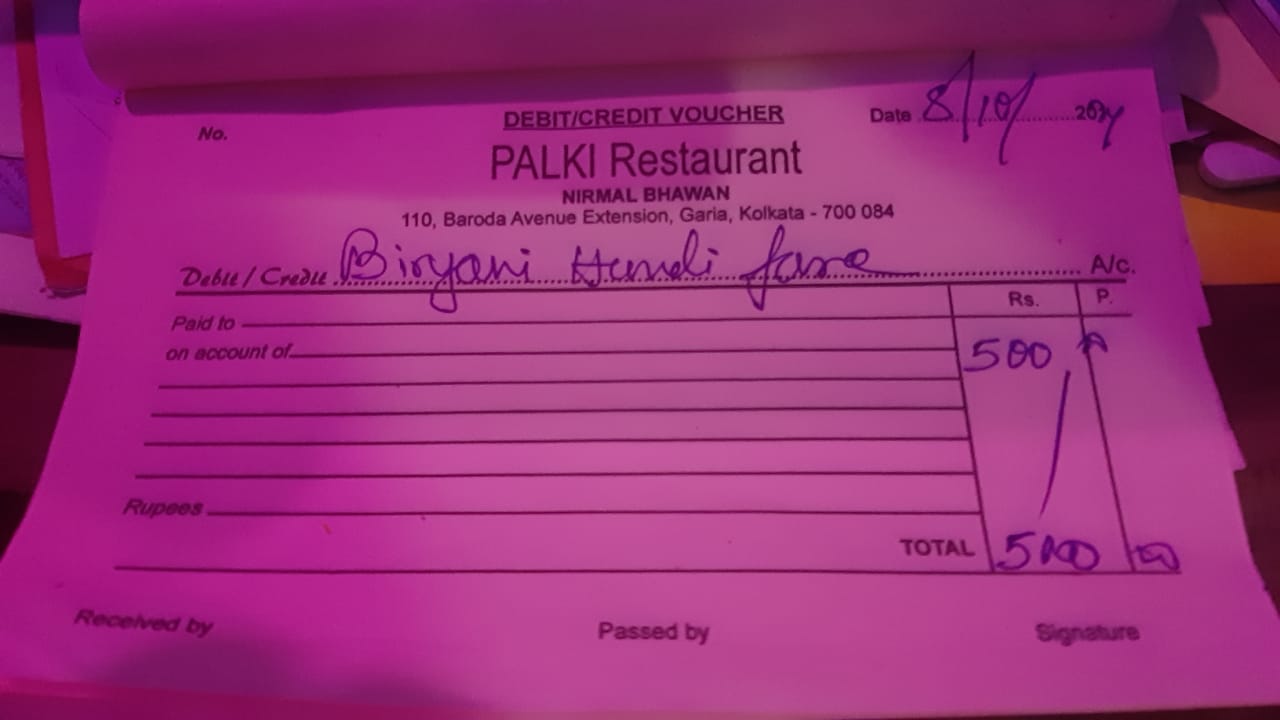 DEBIT/CREDIT VOUCHER
No.
Date 8/10/ 2024
PALKI Restaurant
NIRMAL BHAWAN
110, Baroda Avenue Extension, Garia, Kolkata - 700 084
Debit / Credit Biryani Handi A/c.
Rs. P.
Paid to
on account of 500
Rupees
TOTAL 500 00
Received by Passed by Signature